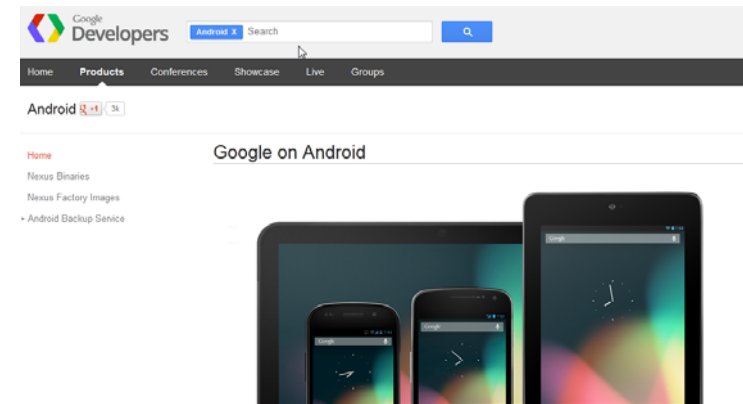 Google
Developers
Android X Search
Home Products Conferences Showcase Live Groups
Android g +1 3k
Home
Google on Android
Nexus Binaries
Nexus Factory Images
Android Backup Service
Google
Google
Google